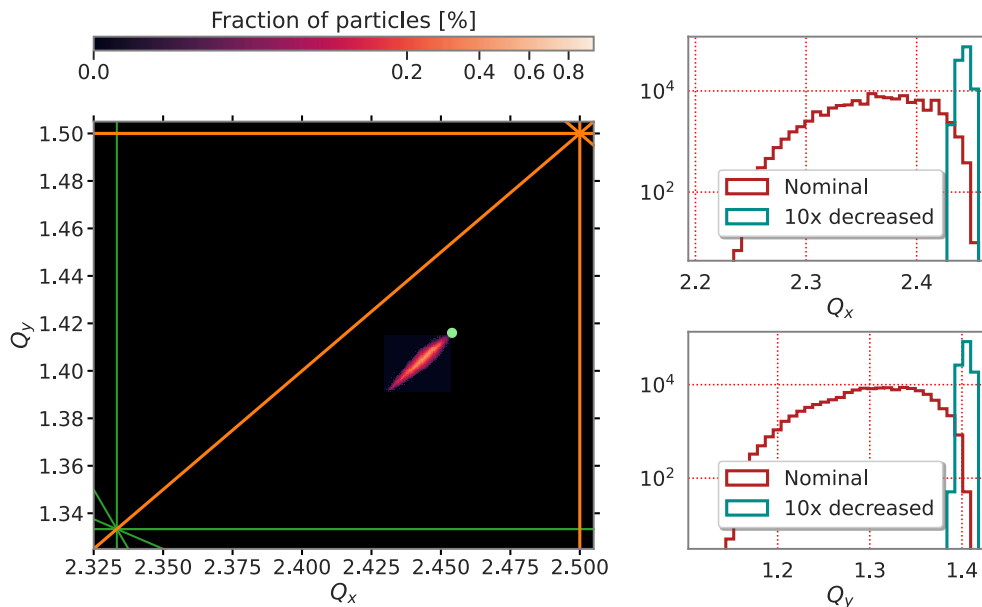 Fraction of particles [%]
0.0 0.2 0.4 0.6 0.8
1.50
1.48
1.46
1.44
1.42
1.40
1.38
1.36
1.34
Q_y
2.325 2.350 2.375 2.400 2.425 2.450 2.475 2.500
Q_x
10^4
10^2
Nominal
10x decreased
2.2 2.3 2.4
Q_x
10^4
10^2
Nominal
10x decreased
1.2 1.3 1.4
Q_y